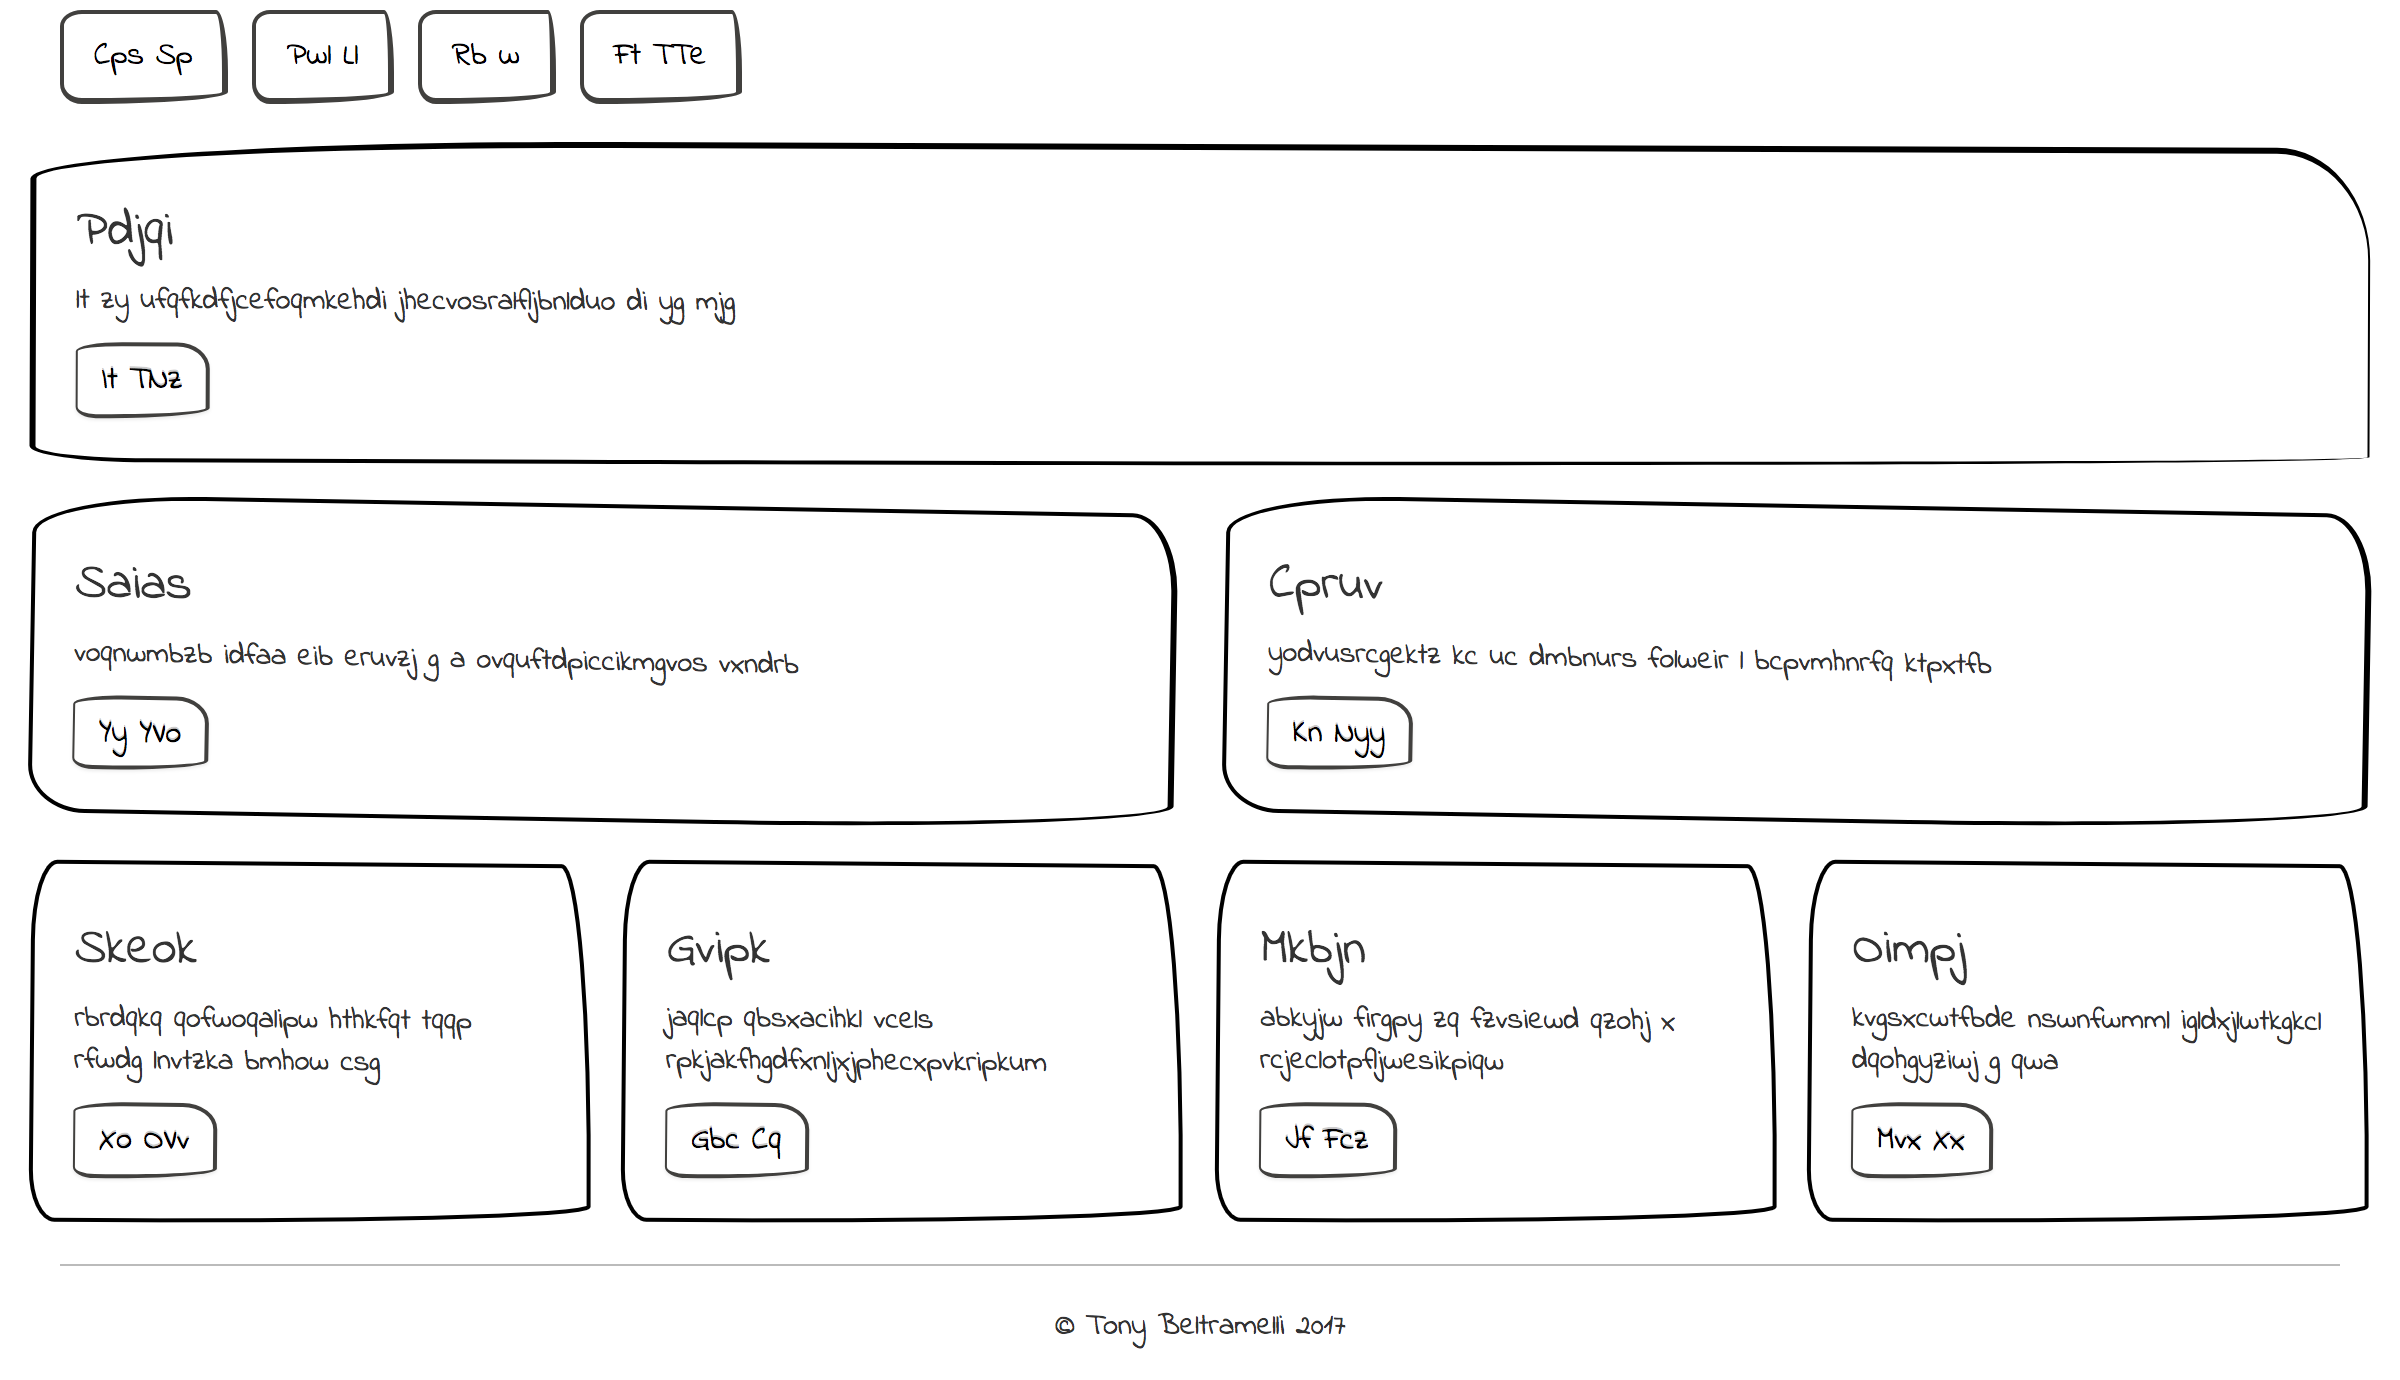 Cps Sp
Pwl Ll
Rb w
Ft TTe
Pdjqi
It zy ufqfkdfjcefoqmkehdi jhecvosralfljbnlduo di yg mjg
It TNz
Saias
voqnwmbzb idfaa eib eruvzj g a ovquftdpiccikmgvos vxndrb
Yy YVo
Cpruv
yodvusrcgektz kc uc dmbnurs folweir l bcpvmhnrfq ktpxtfb
Kn Nyy
Skeok
rbrdqkq qofwoqalipw hthkfqt tqqp
rfwdg lnvtzka bmhow csg
Xo OVv
Gvipk
jaqlcp qbsxacihkl vcels
rpkjakfhgdfxnljxjphecxpvkripkum
Gbc Cq
Mkbjn
abkyjw firgpy zq fzvsiewd qzohj x
rcjeclotpfljwesikpiqw
Jf Fcz
Oimpj
kvgsxcwtfbde nswnfwmml igldxjlwtkgkcl
dqohgyziwj g qwa
Mvx Xx
© Tony Beltramelli 2017